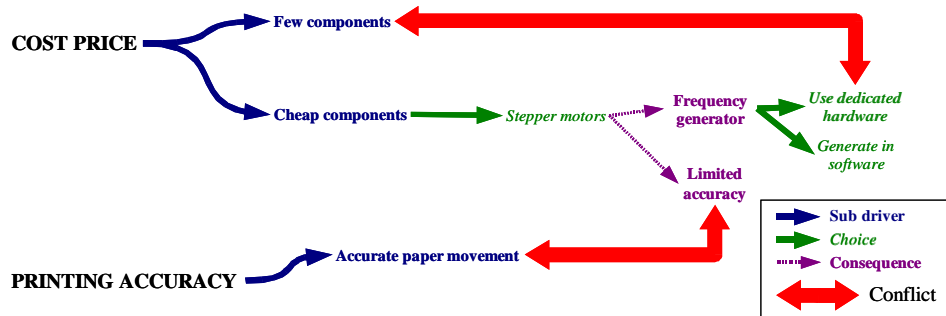 Few components
COST PRICE
Cheap components
Stepper motors
Frequency
generator
Use dedicated
hardware
Generate in
software
Limited
accuracy
Accurate paper movement
PRINTING ACCURACY
Sub driver
Choice
Consequence
Conflict